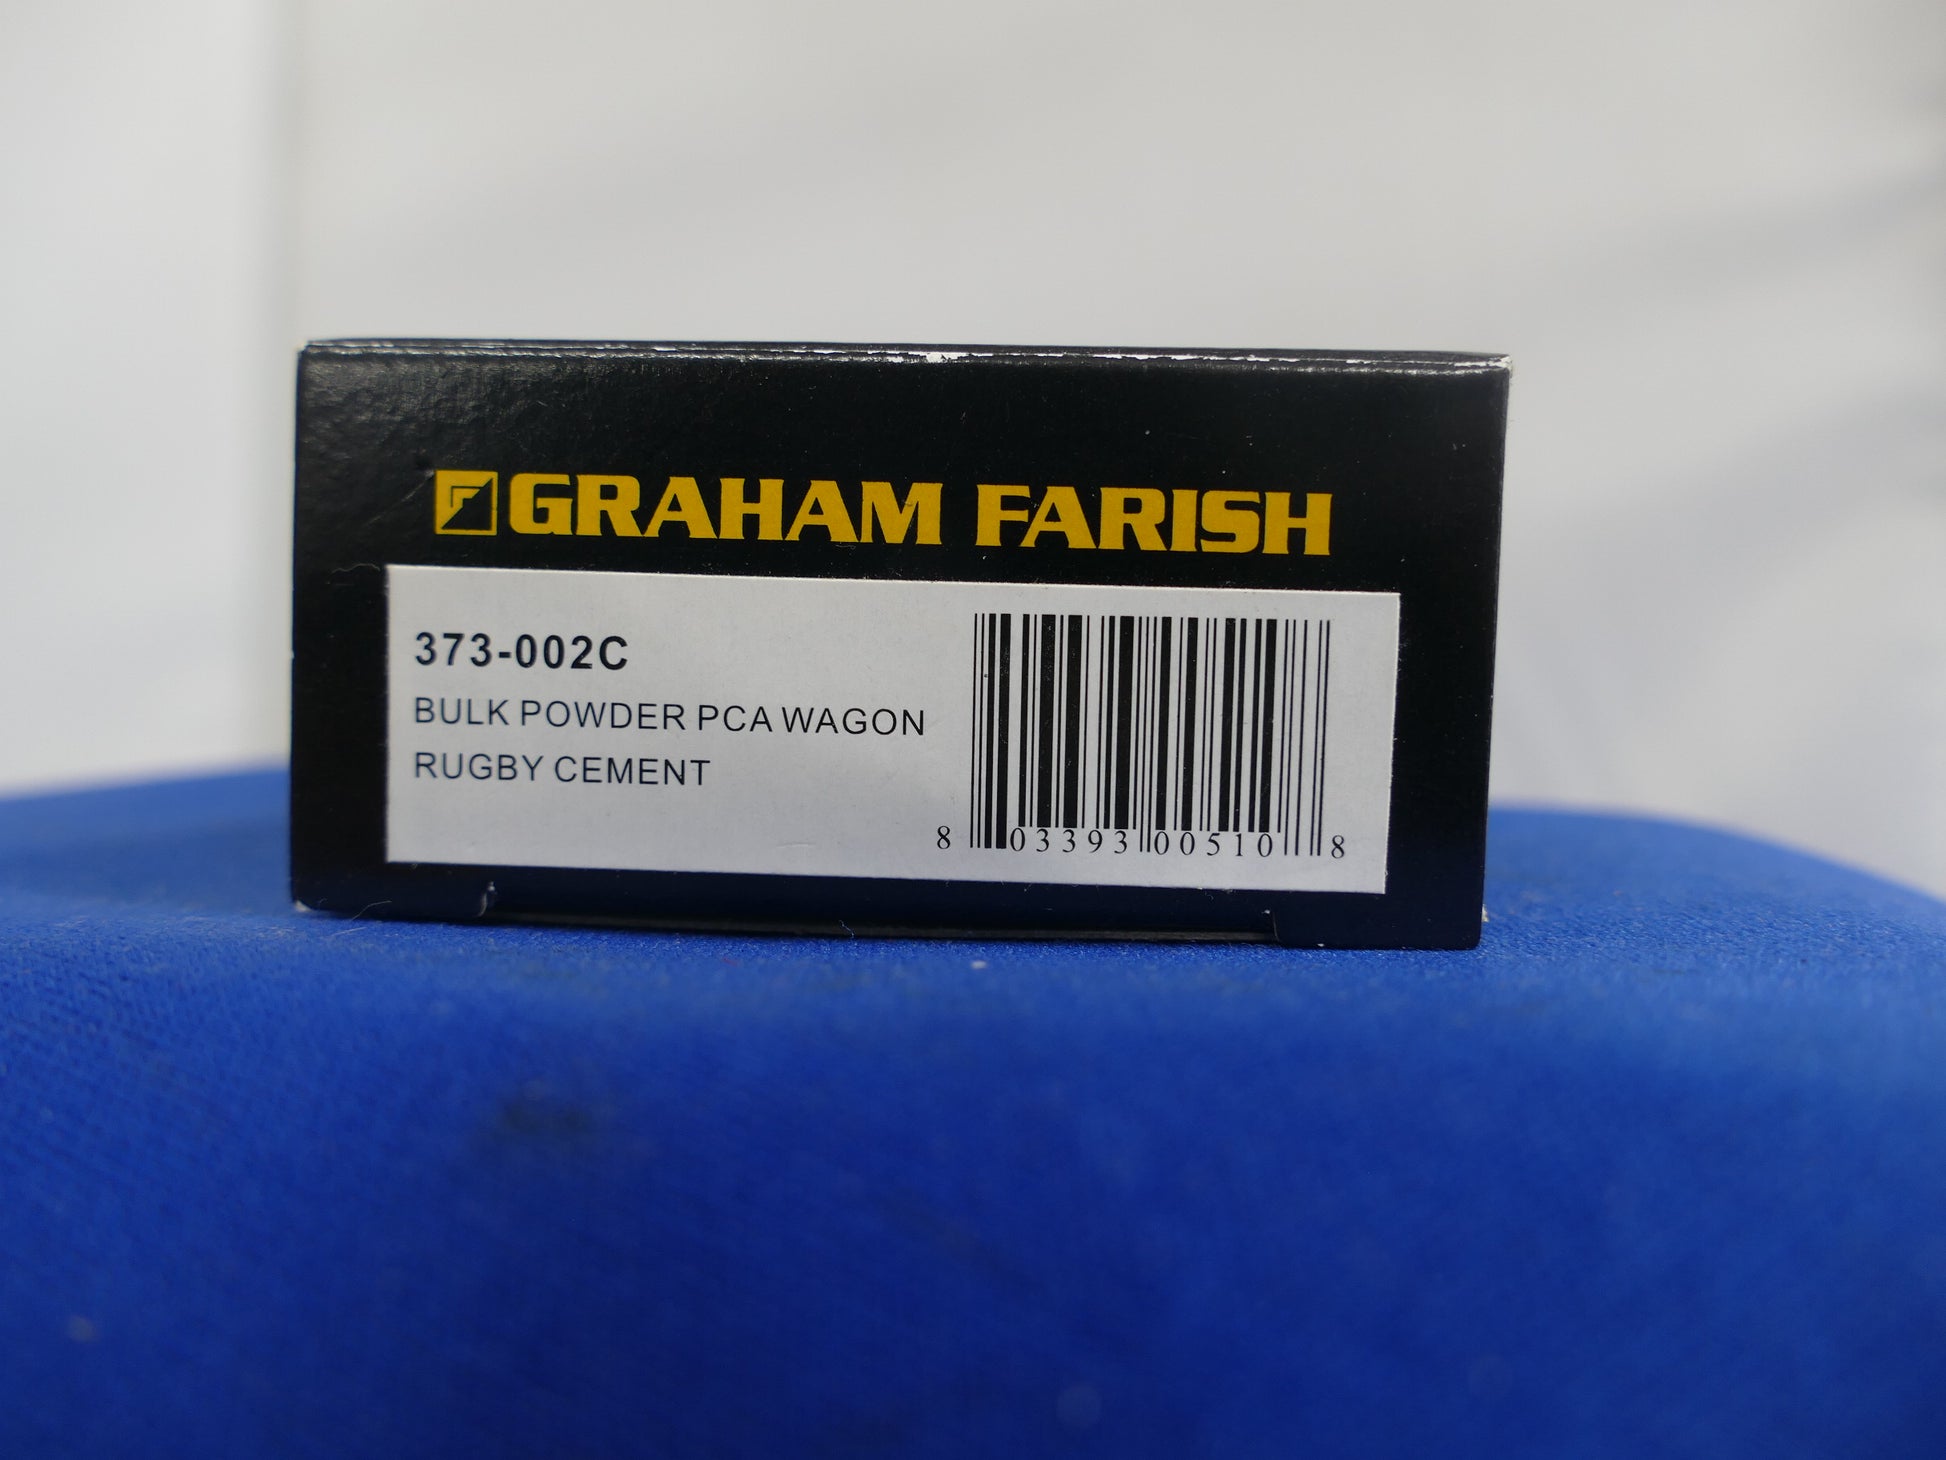 GRAHAM FARISH
373-002C
BULK POWDER PCA WAGON
RUGBY CEMENT
8 03393 00510 8